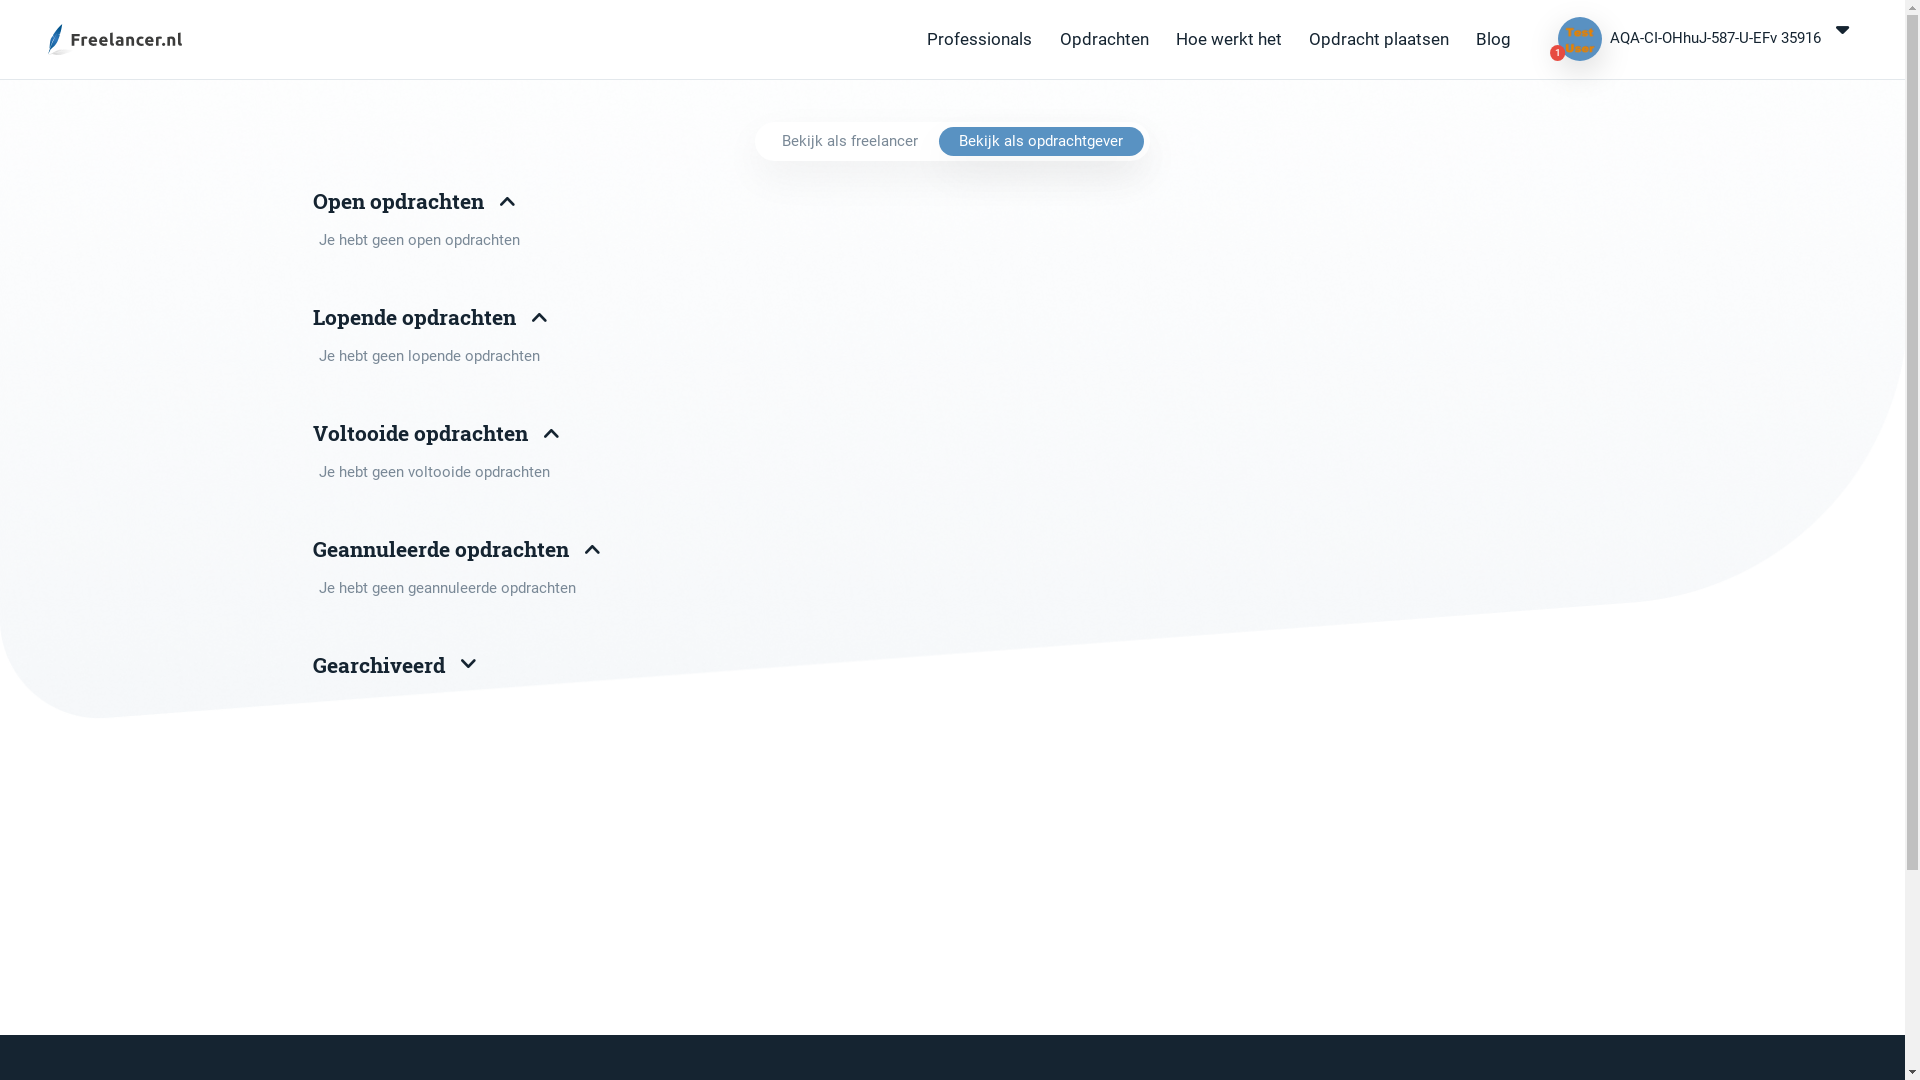 Freelancer.nl
Professionals
Opdrachten
Hoe werkt het
Opdracht plaatsen
Blog
Test
User
1
AQA-CI-OHhuJ-587-U-EFv 35916
Bekijk als freelancer
Bekijk als opdrachtgever
Open opdrachten
Je hebt geen open opdrachten
Lopende opdrachten
Je hebt geen lopende opdrachten
Voltooide opdrachten
Je hebt geen voltooide opdrachten
Geannuleerde opdrachten
Je hebt geen geannuleerde opdrachten
Gearchiveerd